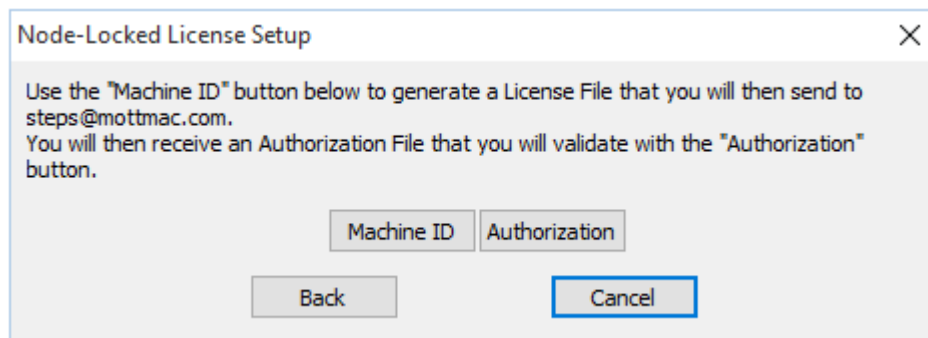 Node-Locked License Setup
Use the "Machine ID" button below to generate a License File that you will then send to
steps@mottmac.com.
You will then receive an Authorization File that you will validate with the "Authorization"
button.
Machine ID Authorization
Back Cancel